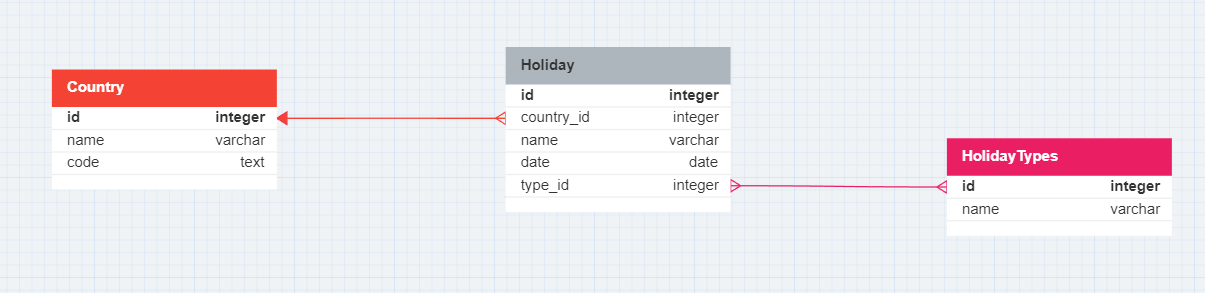 Country
id integer
name varchar
code text
Holiday
id integer
country_id integer
name varchar
date date
type_id integer
HolidayTypes
id integer
name varchar